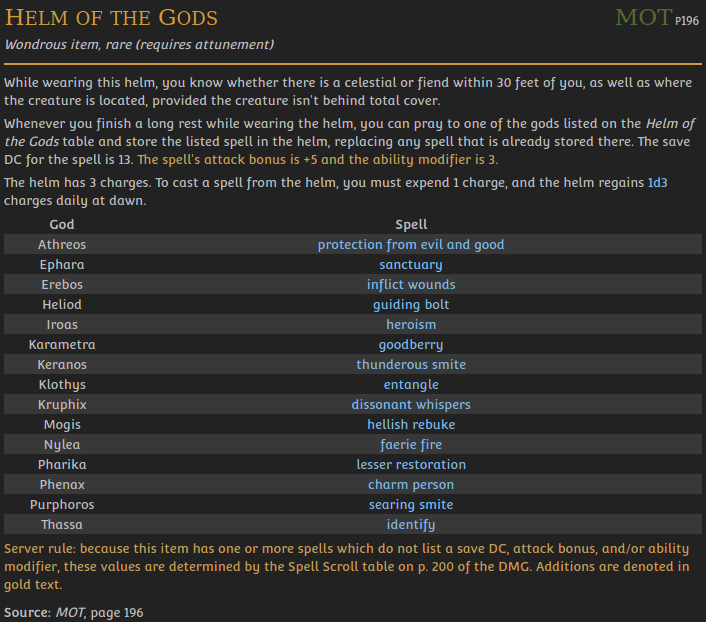 HELM OF THE GODS MOT P196
Wondrous item, rare (requires attunement)
While wearing this helm, you know whether there is a celestial or fiend within 30 feet of you, as well as where
the creature is located, provided the creature isn't behind total cover.
Whenever you finish a long rest while wearing the helm, you can pray to one of the gods listed on the Helm of
the Gods table and store the listed spell in the helm, replacing any spell that is already stored there. The save
DC for the spell is 13. The spell's attack bonus is +5 and the ability modifier is 3.
The helm has 3 charges. To cast a spell from the helm, you must expend 1 charge, and the helm regains 1d3
charges daily at dawn.
God Spell
Athreos protection from evil and good
Ephara sanctuary
Erebos inflict wounds
Heliod guiding bolt
Iroas heroism
Karametra goodberry
Keranos thunderous smite
Klothys entangle
Kruphix dissonant whispers
Mogis hellish rebuke
Nylea faerie fire
Pharika lesser restoration
Phenax charm person
Purphoros searing smite
Thassa identify
Server rule: because this item has one or more spells which do not list a save DC, attack bonus, and/or ability
modifier, these values are determined by the Spell Scroll table on p. 200 of the DMG. Additions are denoted in
gold text.
Source: MOT, page 196